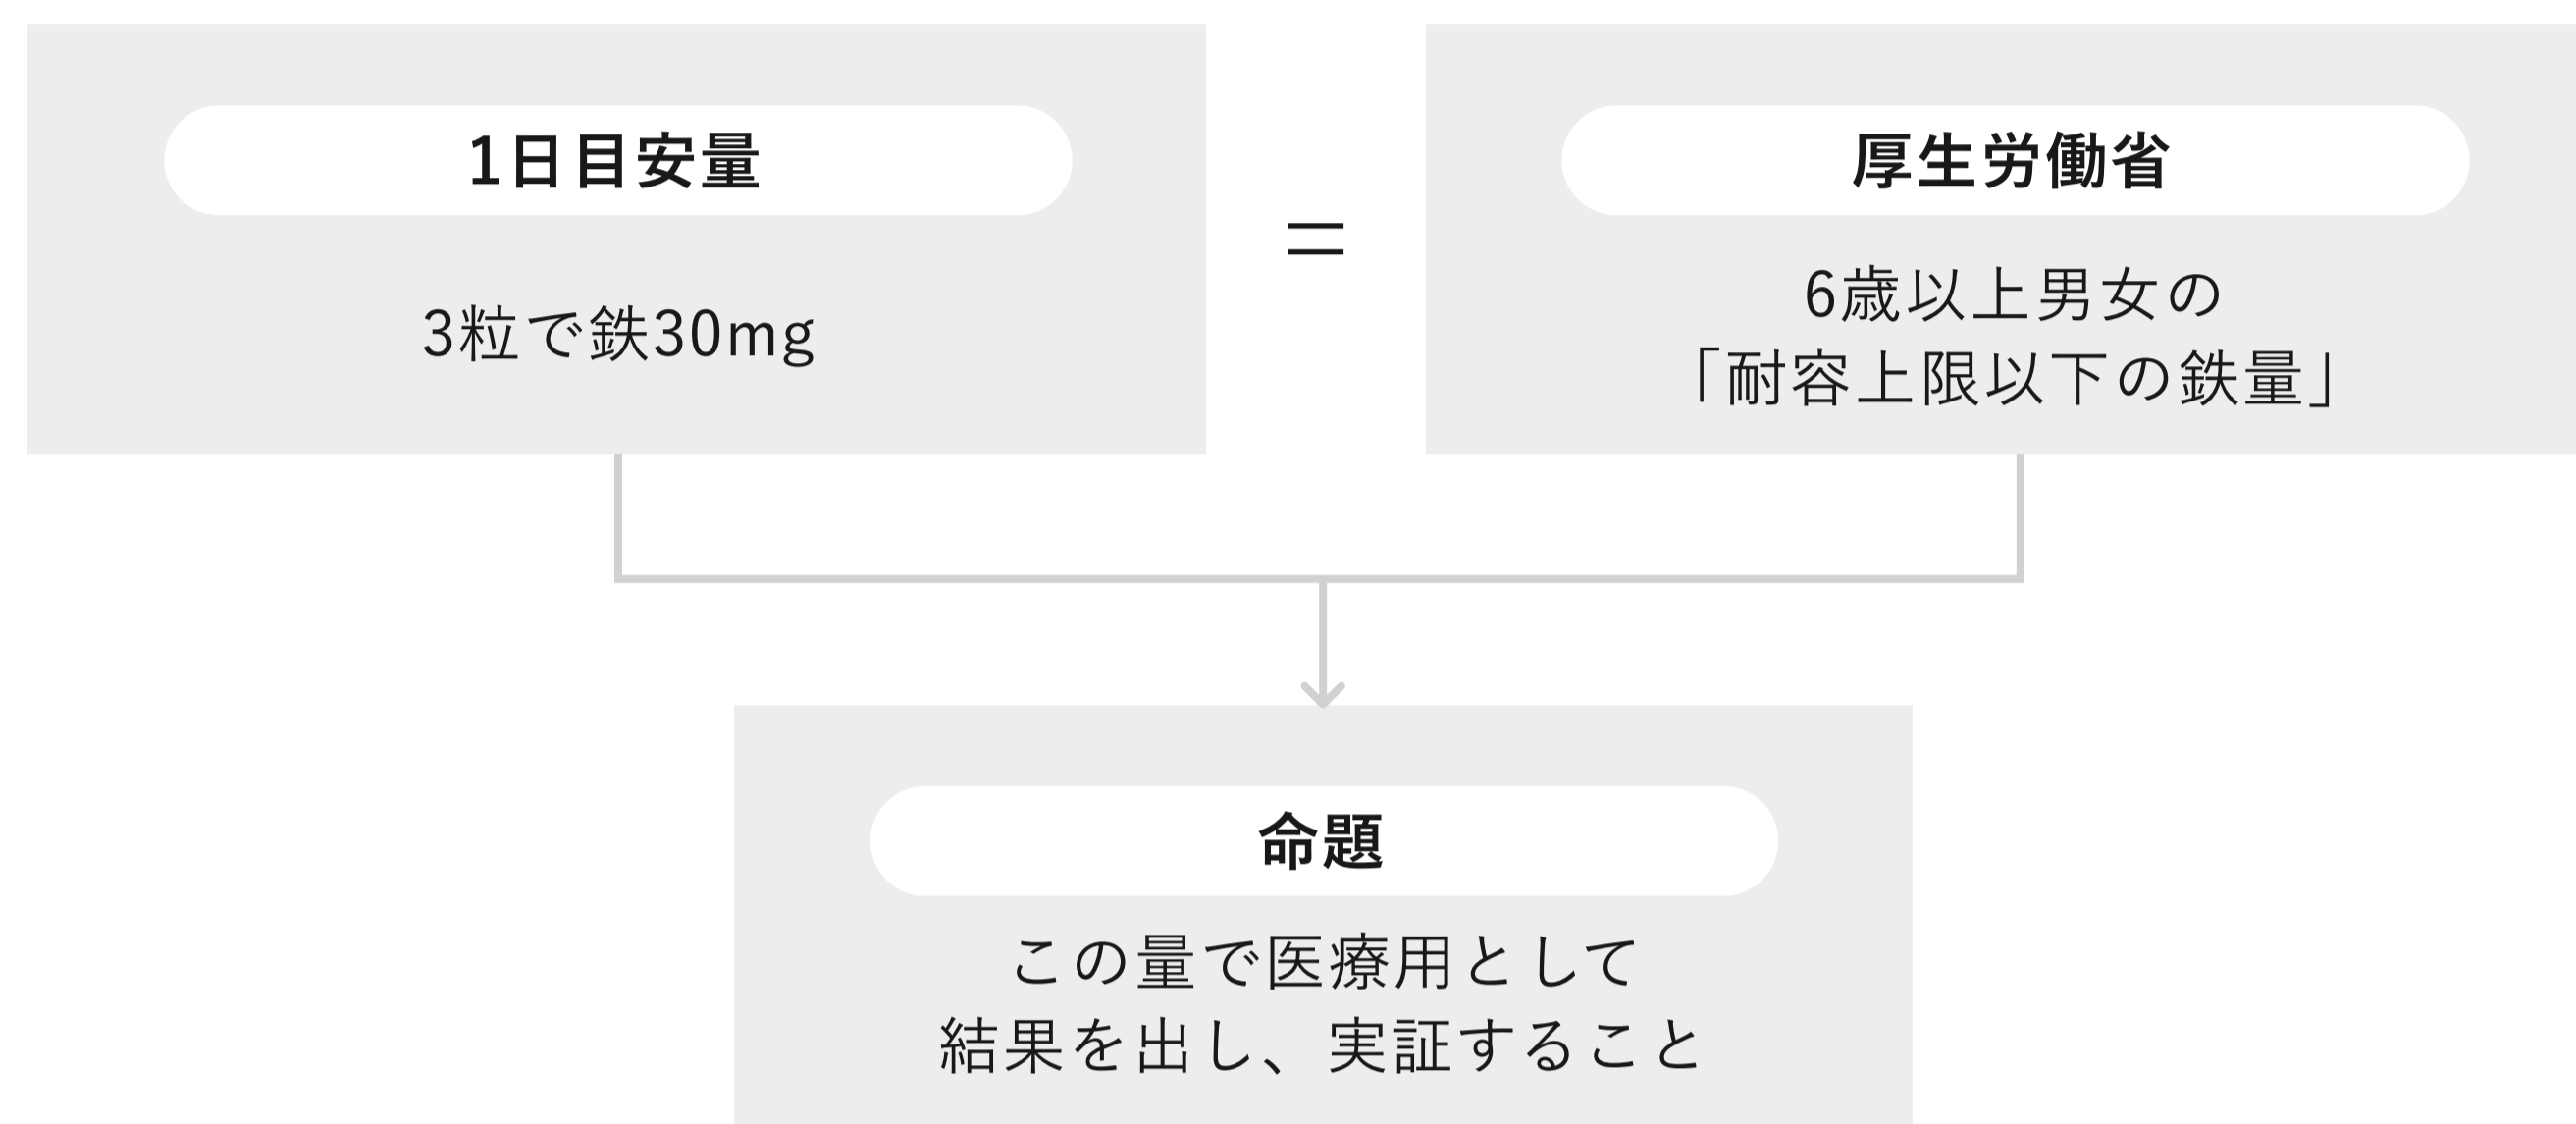 1日目安量
3粒で鉄30mg
＝
厚生労働省
6歳以上男女の
「耐容上限以下の鉄量」
命題
この量で医療用として
結果を出し、実証すること